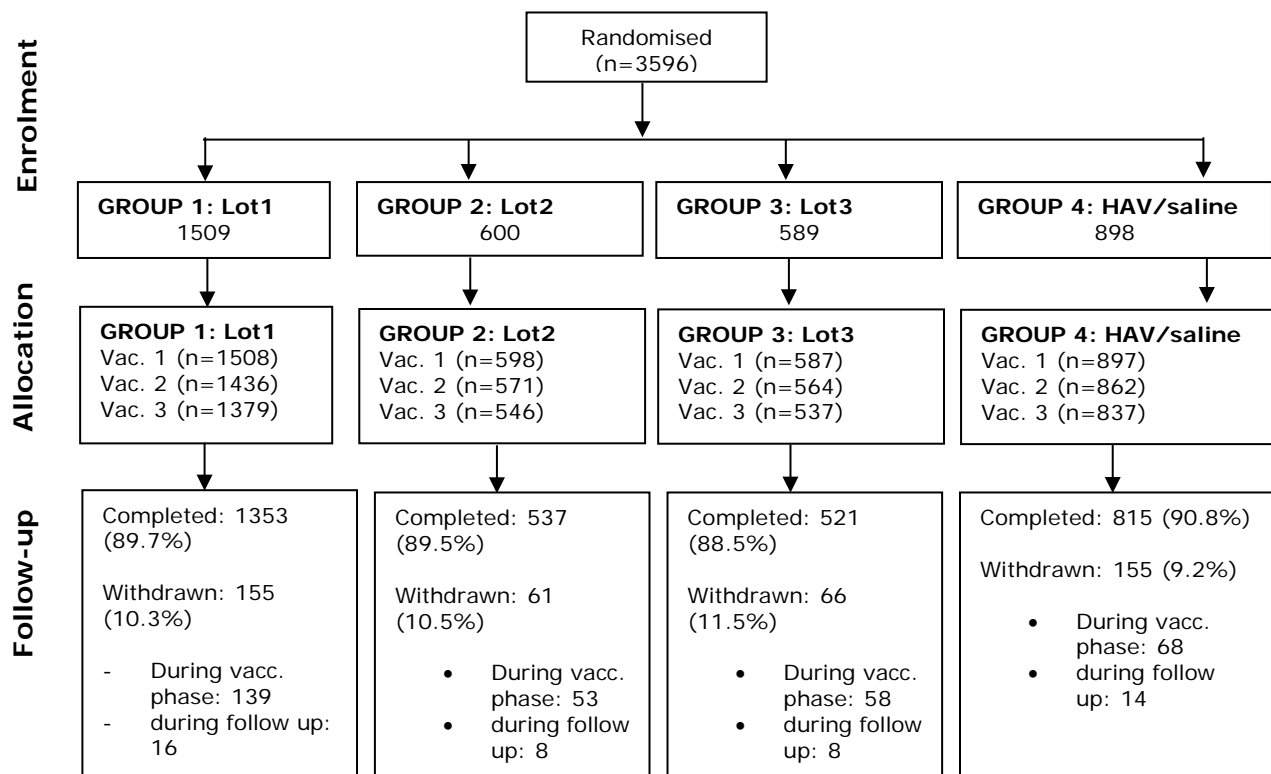 Enrolment
Randomised
(n=3596)
GROUP 1: Lot1
1509
GROUP 2: Lot2
600
GROUP 3: Lot3
589
GROUP 4: HAV/saline
898
Allocation
GROUP 1: Lot1
Vac. 1 (n=1508)
Vac. 2 (n=1436)
Vac. 3 (n=1379)
GROUP 2: Lot2
Vac. 1 (n=598)
Vac. 2 (n=571)
Vac. 3 (n=546)
GROUP 3: Lot3
Vac. 1 (n=587)
Vac. 2 (n=564)
Vac. 3 (n=537)
GROUP 4: HAV/saline
Vac. 1 (n=897)
Vac. 2 (n=862)
Vac. 3 (n=837)
Follow-up
Completed: 1353
(89.7%)
Withdrawn: 155
(10.3%)
- During vacc.
phase: 139
- during follow up:
16
Completed: 537
(89.5%)
Withdrawn: 61
(10.5%)
• During vacc.
phase: 53
• during follow
up: 8
Completed: 521
(88.5%)
Withdrawn: 66
(11.5%)
• During vacc.
phase: 58
• during follow
up: 8
Completed: 815 (90.8%)
Withdrawn: 155 (9.2%)
• During vacc.
phase: 68
• during follow
up: 14